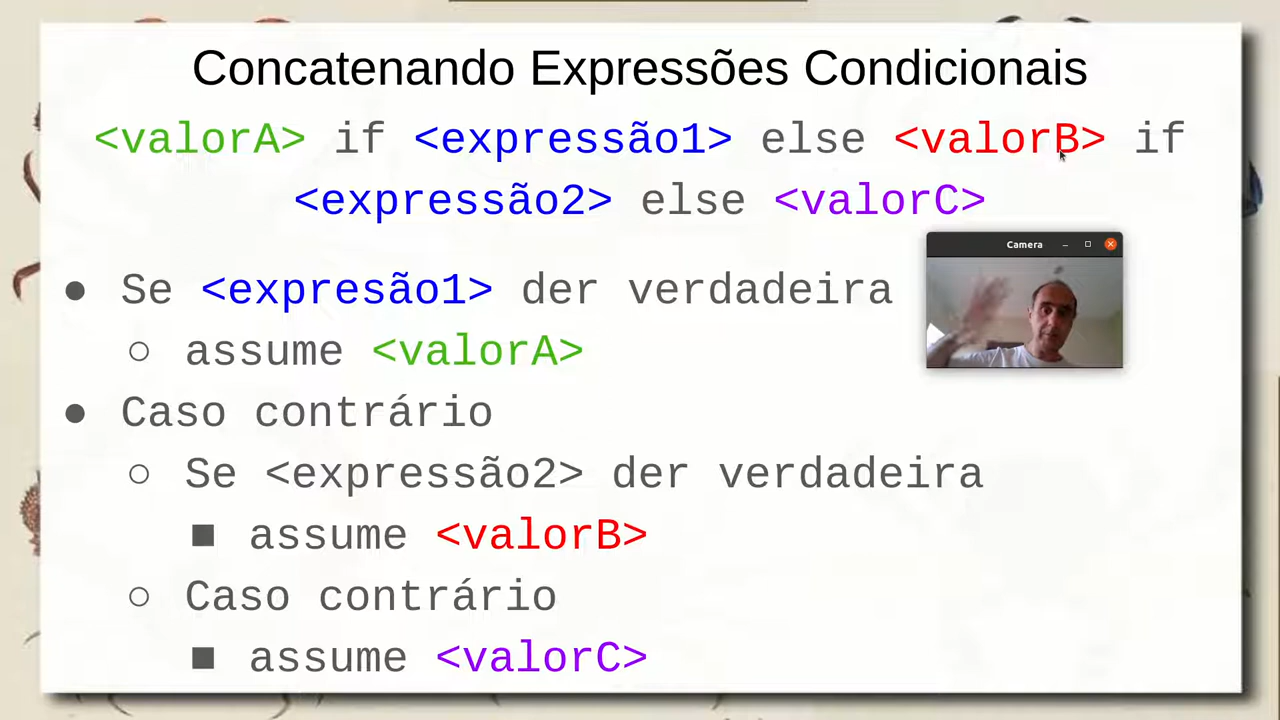 Concatenando Expressões Condicionais
<valorA> if <expressão1> else <valorB> if
<expressão2> else <valorC>
Camera
● Se <expresão1> der verdadeira
○ assume <valorA>
● Caso contrário
○ Se <expressão2> der verdadeira
■ assume <valorB>
○ Caso contrário
■ assume <valorC>